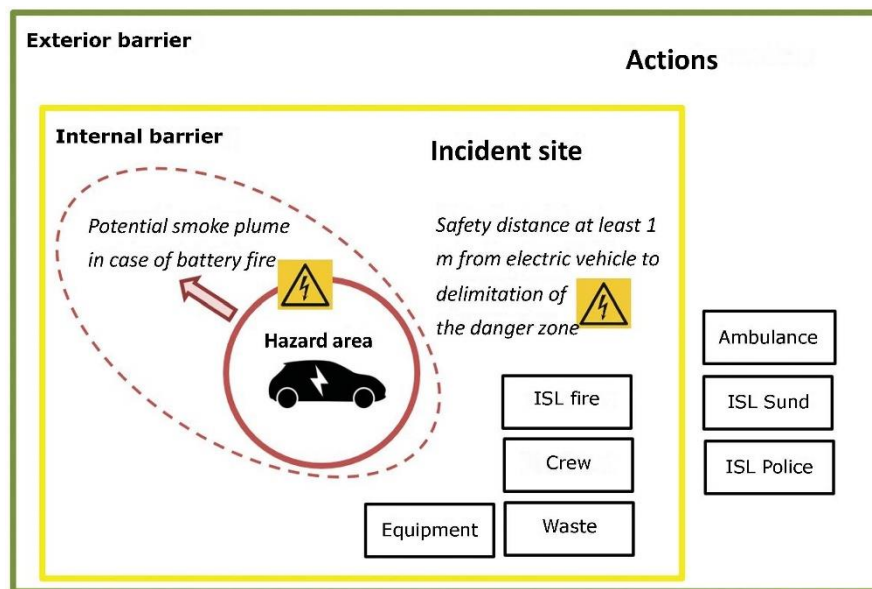 Exterior barrier
Actions
Internal barrier
Incident site
Potential smoke plume
in case of battery fire
Safety distance at least 1
m from electric vehicle to
delimitation of
the danger zone
Hazard area
Ambulance
ISL fire
ISL Sund
Crew
ISL Police
Equipment
Waste